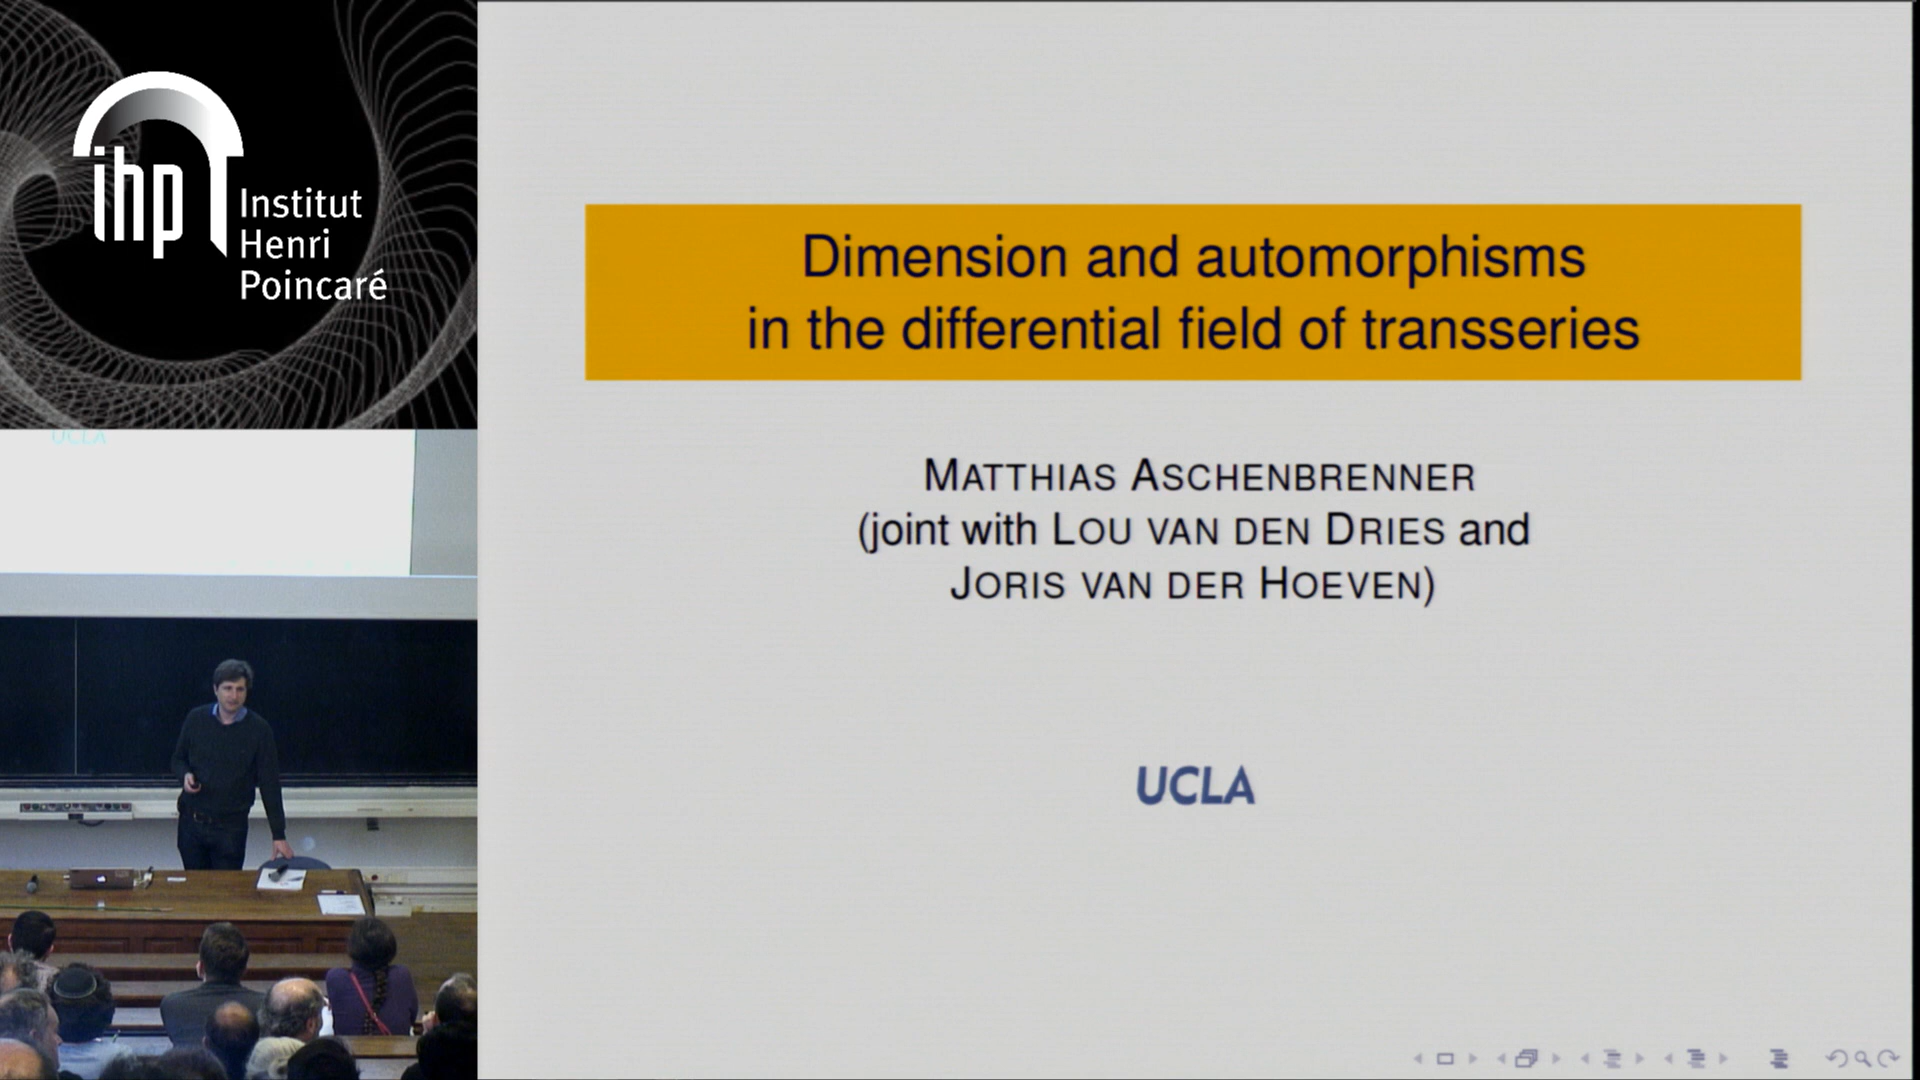 ihp
Institut
Henri
Poincaré
UCLA
Dimension and automorphisms
in the differential field of transseries
MATTHIAS ASCHENBRENNER
(joint with LOU VAN DEN DRIES and
JORIS VAN DER HOEVEN)
UCLA